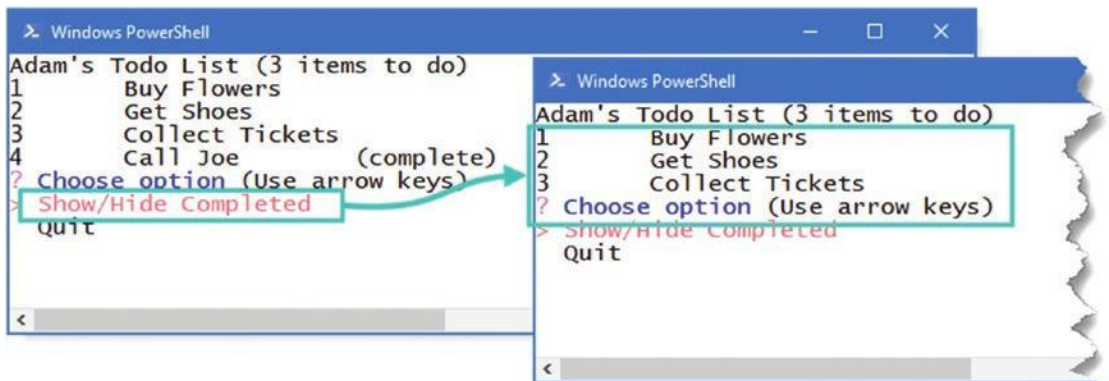 Windows PowerShell
Adam's Todo List (3 items to do)
1 Buy Flowers
2 Get Shoes
3 Collect Tickets
4 Call Joe (complete)
? Choose option (Use arrow keys)
> Show/Hide Completed
Quit
Windows PowerShell
Adam's Todo List (3 items to do)
1 Buy Flowers
2 Get Shoes
3 Collect Tickets
? Choose option (Use arrow keys)
> Show/Hide Completed
Quit